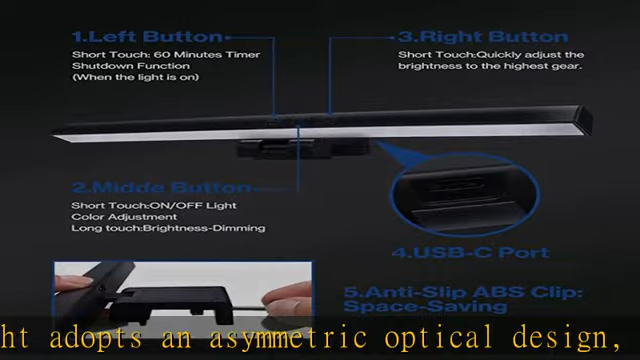 1.Left Button
Short Touch: 60 Minutes Timer
Shutdown Function
(When the light is on)
3.Right Button
Short Touch:Quickly adjust the
brightness to the highest gear.
2.Midde Button
Short Touch:ON/OFF Light
Color Adjustment
Long touch:Brightness-Dimming
4.USB-C Port
5.Anti-Slip ABS Clip:
Space-Saving
ht adopts an asymmetric optical design,